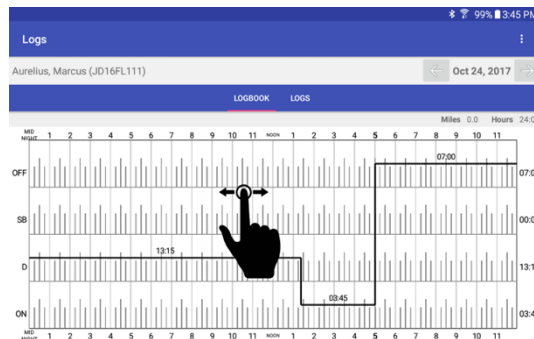 99% 3:45 PM
Logs
Aurelius, Marcus (JD16FL111) Oct 24, 2017
LOGBOOK LOGS
Miles 0.0 Hours 24:0
MID NIGHT 1 2 3 4 5 6 7 8 9 10 11 NOON 1 2 3 4 5 6 7 8 9 10 11
07:00
OFF 07:0
SB 00:0
13:15
D 13:1
03:45
ON 03:4
MID NIGHT 1 2 3 4 5 6 7 8 9 10 11 NOON 1 2 3 4 5 6 7 8 9 10 11